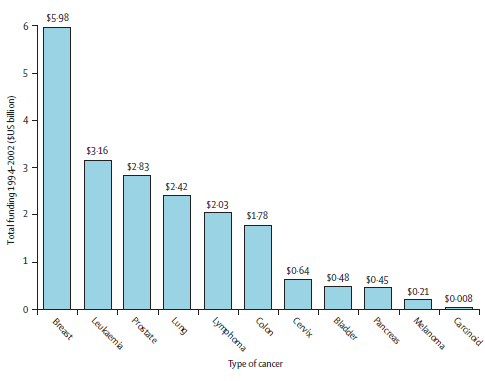 Total funding 1994–2002 ($US billion)
6
5
4
3
2
1
0
$5·98
$3·16
$2·83
$2·42
$2·03
$1·78
$0·64
$0·48
$0·45
$0·21
$0·008
Breast
Leukaemia
Prostate
Lung
Lymphoma
Colon
Cervix
Bladder
Pancreas
Melanoma
Carcinoid
Type of cancer